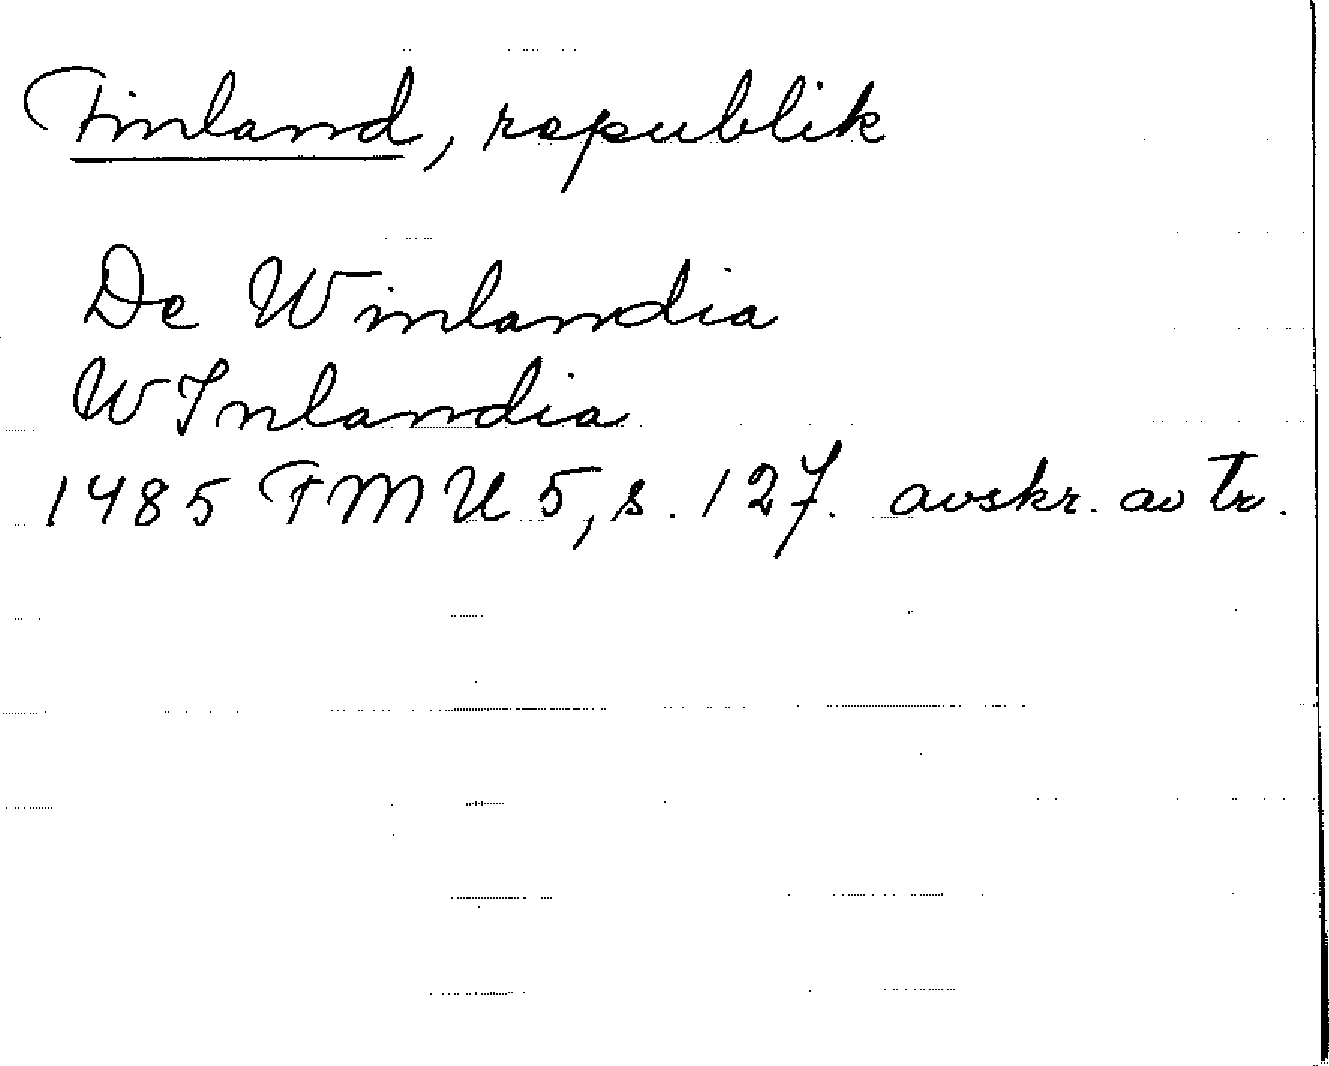 Finland, republik
De Winlandia
WInlandia
1485 FMU 5, s. 127. avskr. av tr.